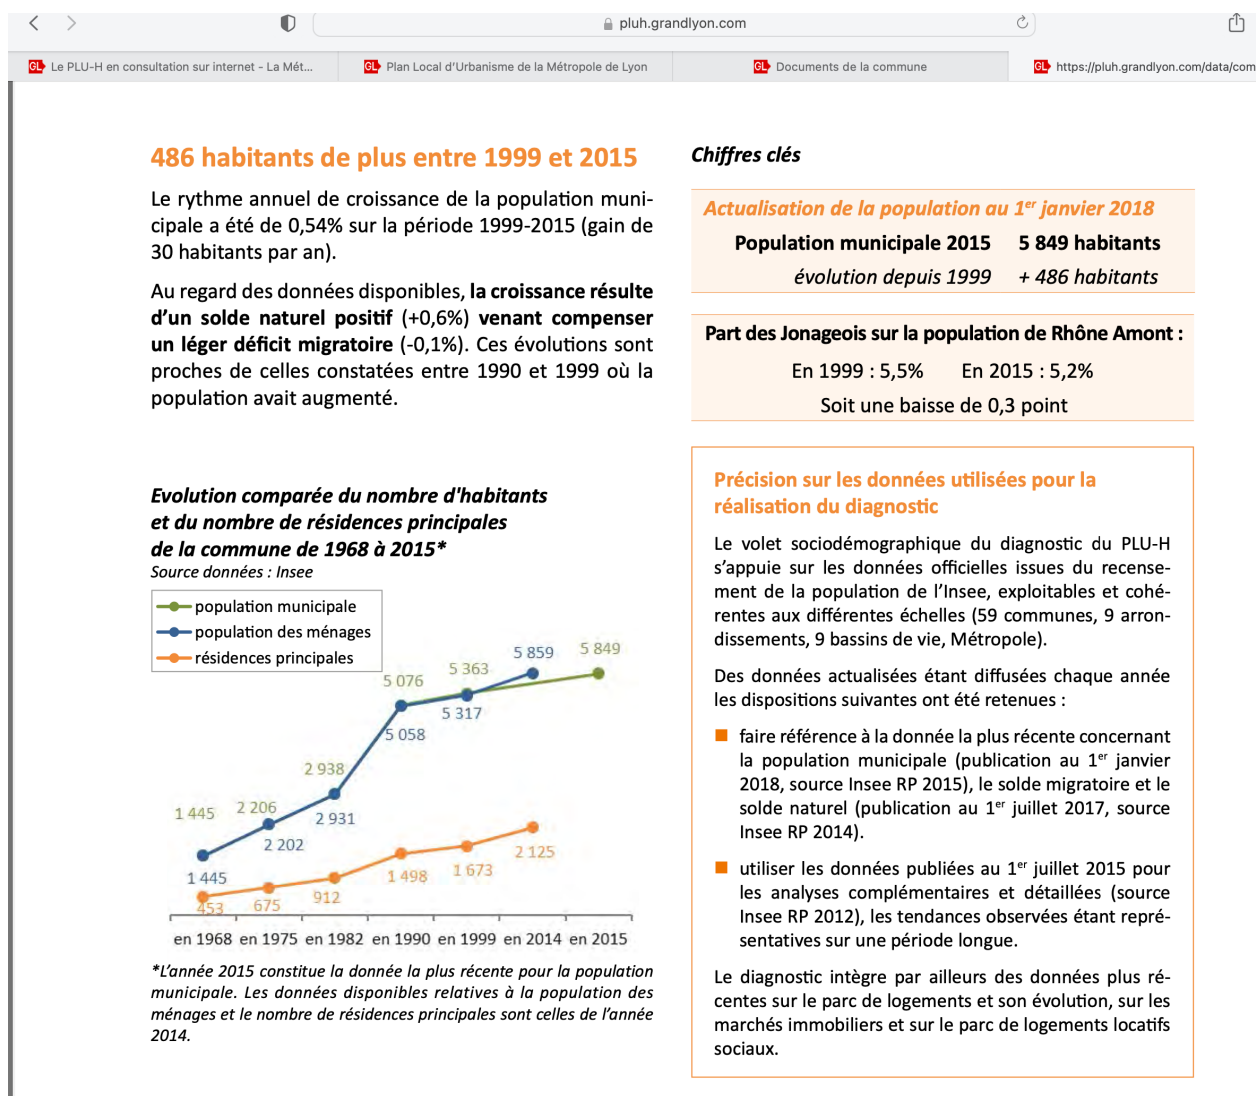 pluh.grandlyon.com
GL Le PLU-H en consultation sur internet - La Mét...
GL Plan Local d'Urbanisme de la Métropole de Lyon
GL Documents de la commune
GL https://pluh.grandlyon.com/data/com
486 habitants de plus entre 1999 et 2015
Le rythme annuel de croissance de la population muni-
cipale a été de 0,54% sur la période 1999-2015 (gain de
30 habitants par an).
Au regard des données disponibles, la croissance résulte
d'un solde naturel positif (+0,6%) venant compenser
un léger déficit migratoire (-0,1%). Ces évolutions sont
proches de celles constatées entre 1990 et 1999 où la
population avait augmenté.
Evolution comparée du nombre d'habitants
et du nombre de résidences principales
de la commune de 1968 à 2015*
Source données : Insee
population municipale
population des ménages
résidences principales
1 445
2 206
2 938
5 076
5 363
5 859
5 849
1 445
2 202
2 931
5 058
5 317
453
675
912
1 498
1 673
2 125
en 1968 en 1975 en 1982 en 1990 en 1999 en 2014 en 2015
*L'année 2015 constitue la donnée la plus récente pour la population
municipale. Les données disponibles relatives à la population des
ménages et le nombre de résidences principales sont celles de l'année
2014.
Chiffres clés
Actualisation de la population au 1er janvier 2018
Population municipale 2015 5 849 habitants
évolution depuis 1999 + 486 habitants
Part des Jonageois sur la population de Rhône Amont :
En 1999 : 5,5% En 2015 : 5,2%
Soit une baisse de 0,3 point
Précision sur les données utilisées pour la
réalisation du diagnostic
Le volet sociodémographique du diagnostic du PLU-H
s'appuie sur les données officielles issues du recense-
ment de la population de l'Insee, exploitables et cohé-
rentes aux différentes échelles (59 communes, 9 arron-
dissements, 9 bassins de vie, Métropole).
Des données actualisées étant diffusées chaque année
les dispositions suivantes ont été retenues :
faire référence à la donnée la plus récente concernant
la population municipale (publication au 1er janvier
2018, source Insee RP 2015), le solde migratoire et le
solde naturel (publication au 1er juillet 2017, source
Insee RP 2014).
utiliser les données publiées au 1er juillet 2015 pour
les analyses complémentaires et détaillées (source
Insee RP 2012), les tendances observées étant repré-
sentatives sur une période longue.
Le diagnostic intègre par ailleurs des données plus ré-
centes sur le parc de logements et son évolution, sur les
marchés immobiliers et sur le parc de logements locatifs
sociaux.